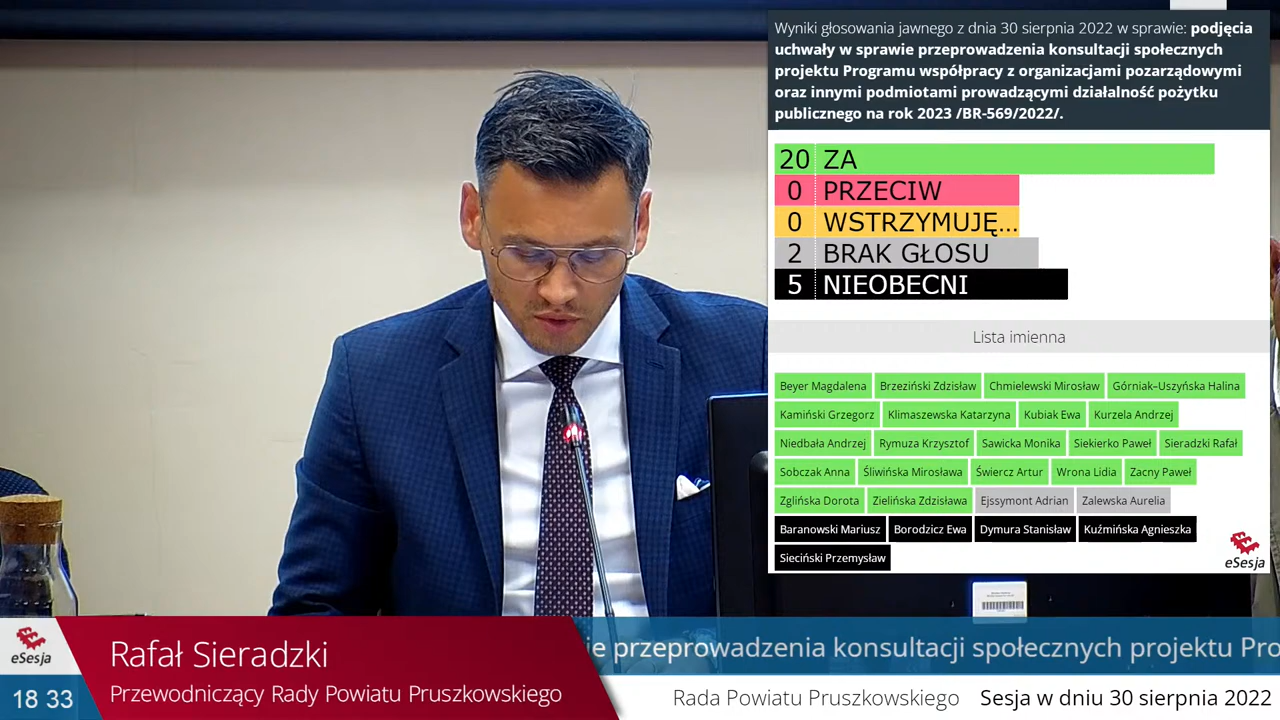 Wyniki głosowania jawnego z dnia 30 sierpnia 2022 w sprawie: podjęcia
uchwały w sprawie przeprowadzenia konsultacji społecznych
projektu Programu współpracy z organizacjami pozarządowymi
oraz innymi podmiotami prowadzącymi działalność pożytku
publicznego na rok 2023 /BR-569/2022/.
20 ZA
0 PRZECIW
0 WSTRZYMUJĘ...
2 BRAK GŁOSU
5 NIEOBECNI
Lista imienna
Beyer Magdalena Brzeziński Zdzisław Chmielewski Mirosław Górniak–Uszyńska Halina
Kamiński Grzegorz Klimaszewska Katarzyna Kubiak Ewa Kurzela Andrzej
Niedbała Andrzej Rymuza Krzysztof Sawicka Monika Siekierko Paweł Sieradzki Rafał
Sobczak Anna Śliwińska Mirosława Świercz Artur Wrona Lidia Zacny Paweł
Zglińska Dorota Zielińska Zdzisława Ejssymont Adrian Zalewska Aurelia
Baranowski Mariusz Borodzicz Ewa Dymura Stanisław Kuźmińska Agnieszka
Sieciński Przemysław
eSesja
eSesja
Rafał Sieradzki
Przewodniczący Rady Powiatu Pruszkowskiego
ie przeprowadzenia konsultacji społecznych projektu Pro
18 33
Rada Powiatu Pruszkowskiego Sesja w dniu 30 sierpnia 2022